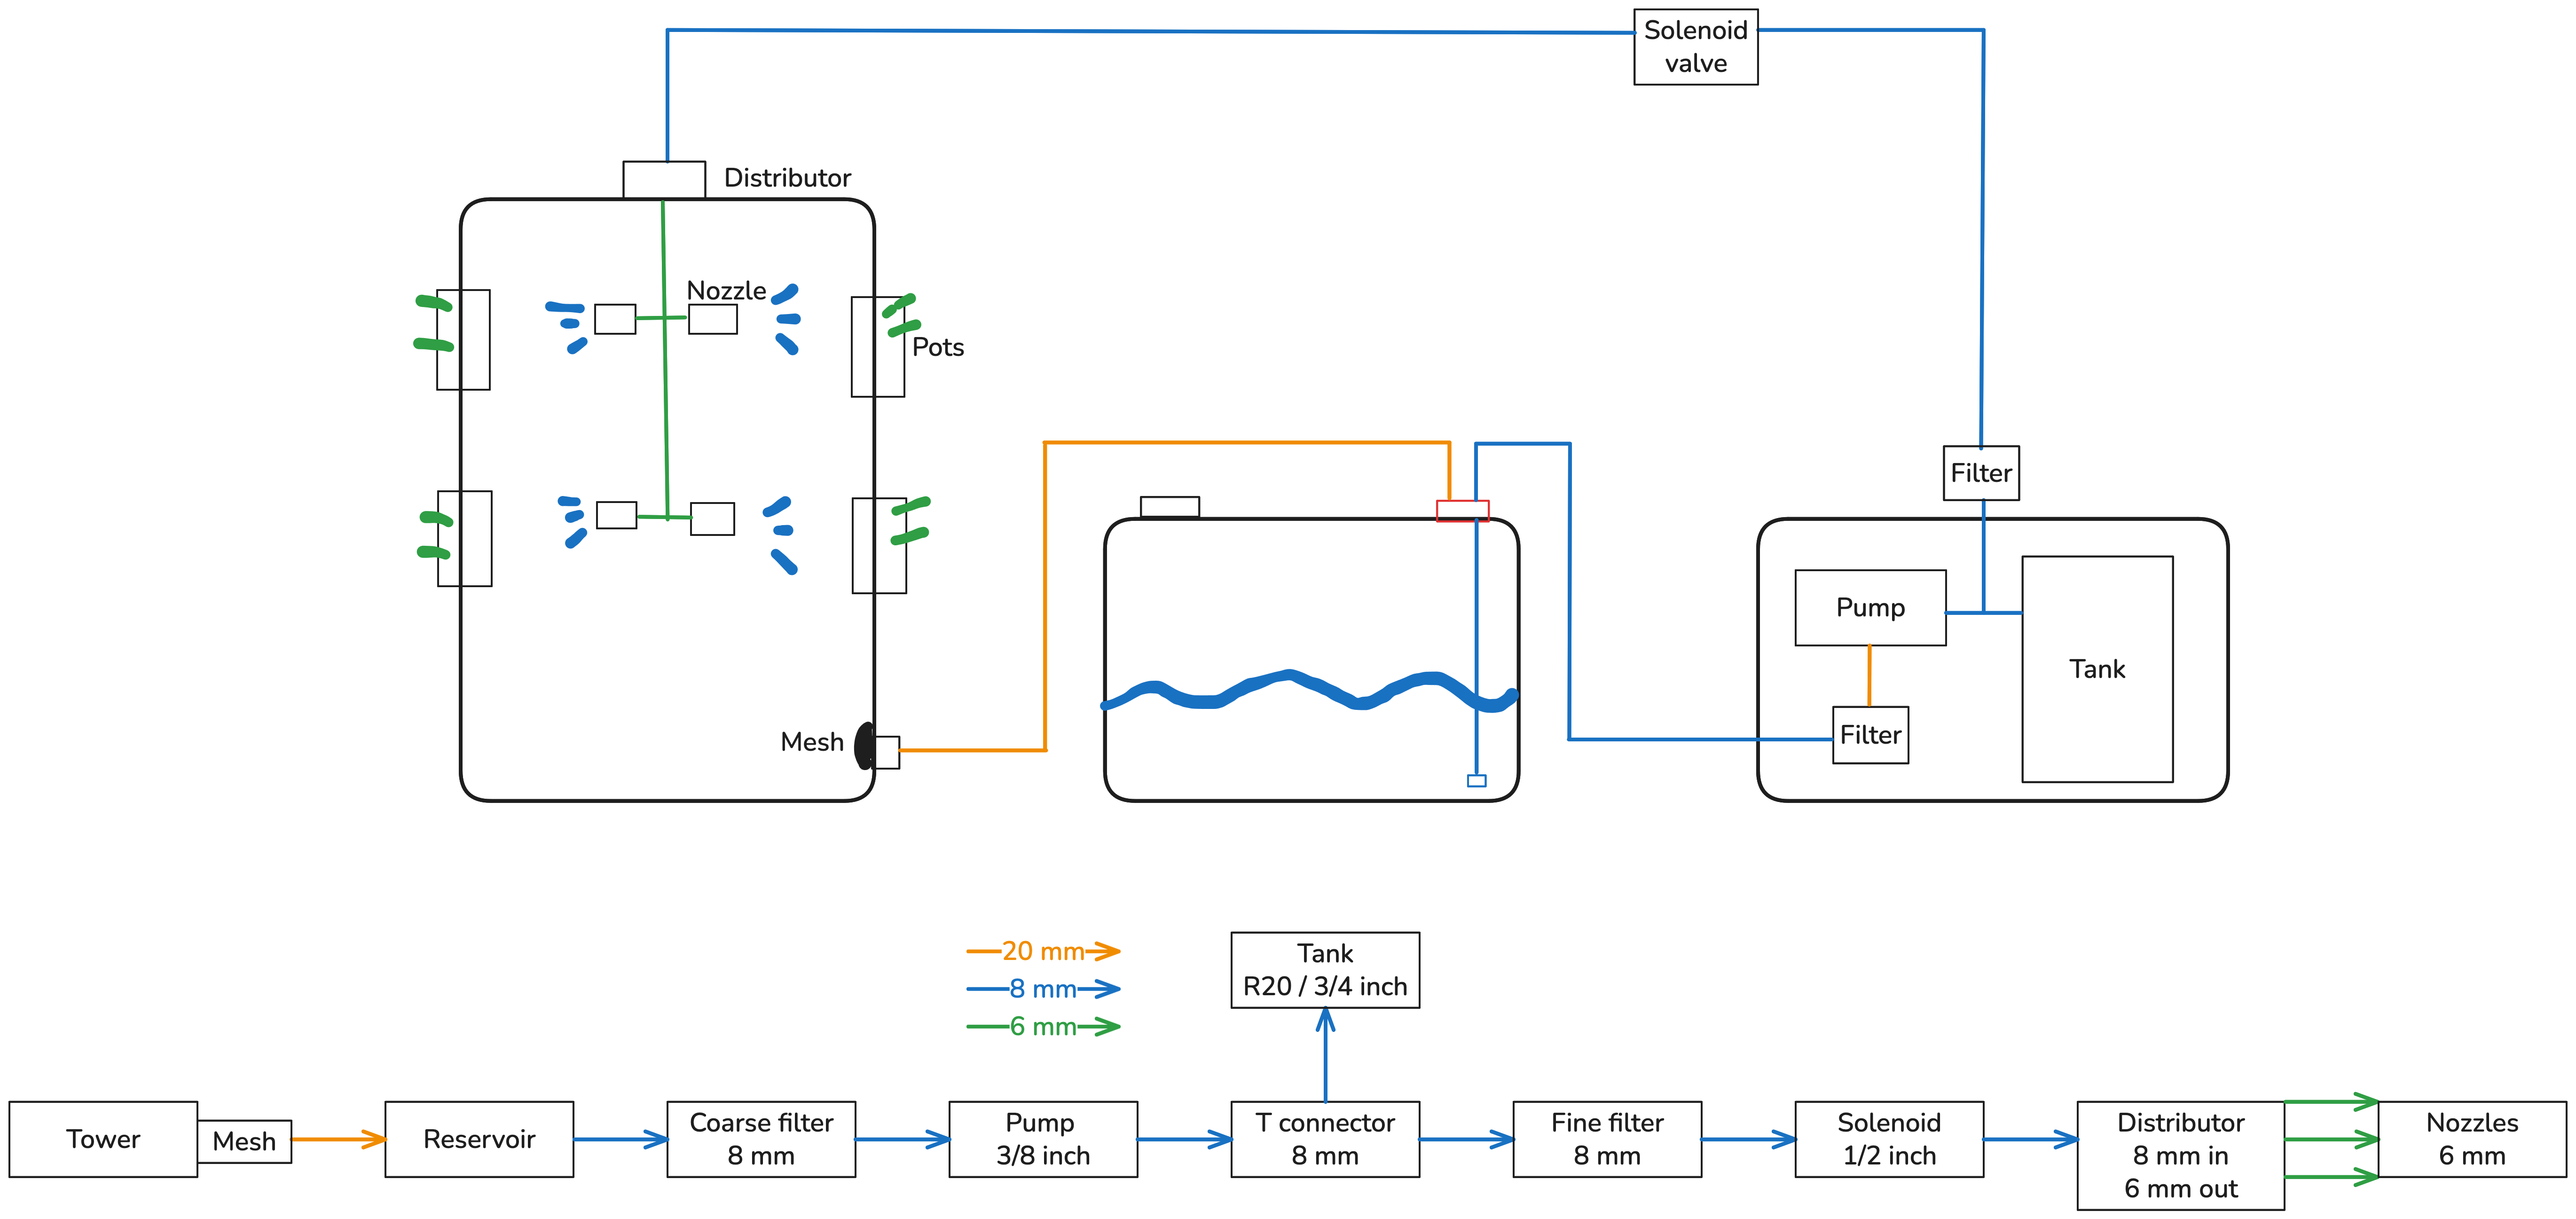 Solenoid
valve
Distributor
Nozzle
Pots
Filter
Pump
Tank
Mesh
Filter
20 mm
8 mm
6 mm
Tank
R20 / 3/4 inch
Tower
Mesh
Reservoir
Coarse filter
8 mm
Pump
3/8 inch
T connector
8 mm
Fine filter
8 mm
Solenoid
1/2 inch
Distributor
8 mm in
6 mm out
Nozzles
6 mm